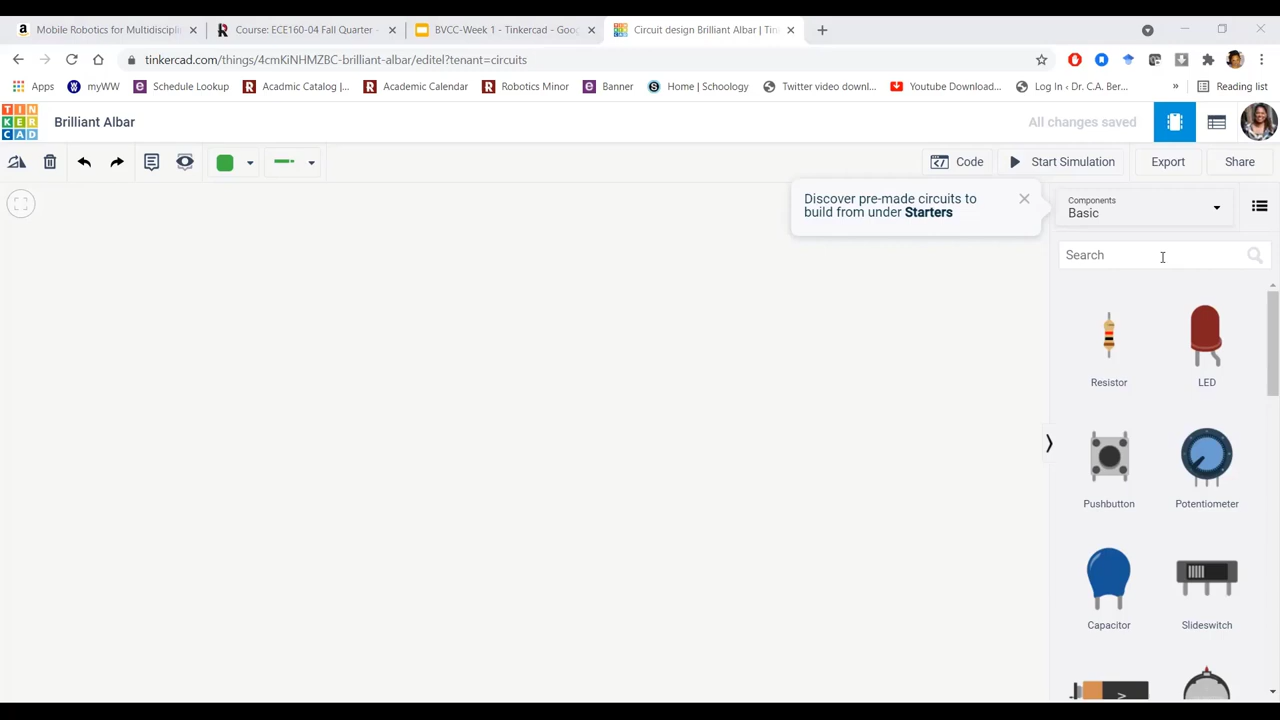 Mobile Robotics for Multidiscipli
Course: ECE160-04 Fall Quarter -
BVCC-Week 1 - Tinkercad - Goog
Circuit design Brilliant Albar | Tin
tinkercad.com/things/4cmKiNHMZBC-brilliant-albar/editel?tenant=circuits
Apps
myWW
Schedule Lookup
Acadmic Catalog |...
Academic Calendar
Robotics Minor
Banner
Home | Schoology
Twitter video downl...
Youtube Download...
Log In ‹ Dr. C.A. Ber...
»
Reading list
TINKERCAD
Brilliant Albar
All changes saved
Code
Start Simulation
Export
Share
Discover pre-made circuits to
build from under Starters
Components
Basic
Search
Resistor
LED
Pushbutton
Potentiometer
Capacitor
Slideswitch